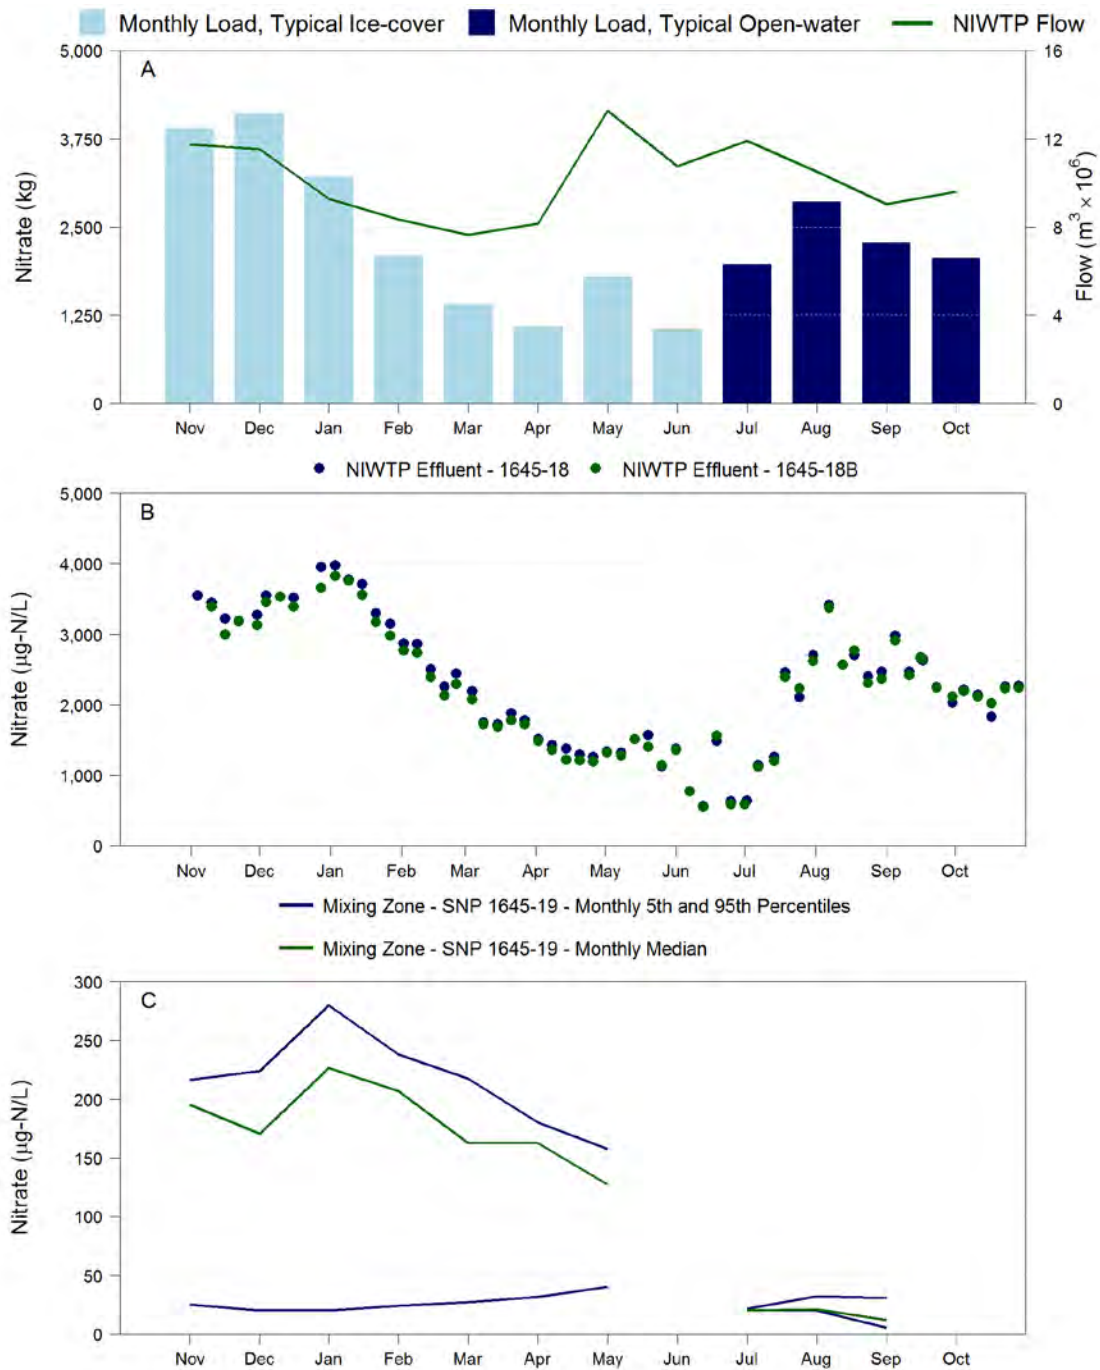 Monthly Load, Typical Ice-cover Monthly Load, Typical Open-water NIWTP Flow
A
5,000
3,750
2,500
1,250
0
Nitrate (kg)
16
12
8
4
0
Flow (m³ × 10⁶)
Nov Dec Jan Feb Mar Apr May Jun Jul Aug Sep Oct
NIWTP Effluent - 1645-18 NIWTP Effluent - 1645-18B
B
5,000
4,000
3,000
2,000
1,000
0
Nitrate (µg-N/L)
Nov Dec Jan Feb Mar Apr May Jun Jul Aug Sep Oct
Mixing Zone - SNP 1645-19 - Monthly 5th and 95th Percentiles
Mixing Zone - SNP 1645-19 - Monthly Median
C
300
250
200
150
100
50
0
Nitrate (µg-N/L)
Nov Dec Jan Feb Mar Apr May Jun Jul Aug Sep Oct